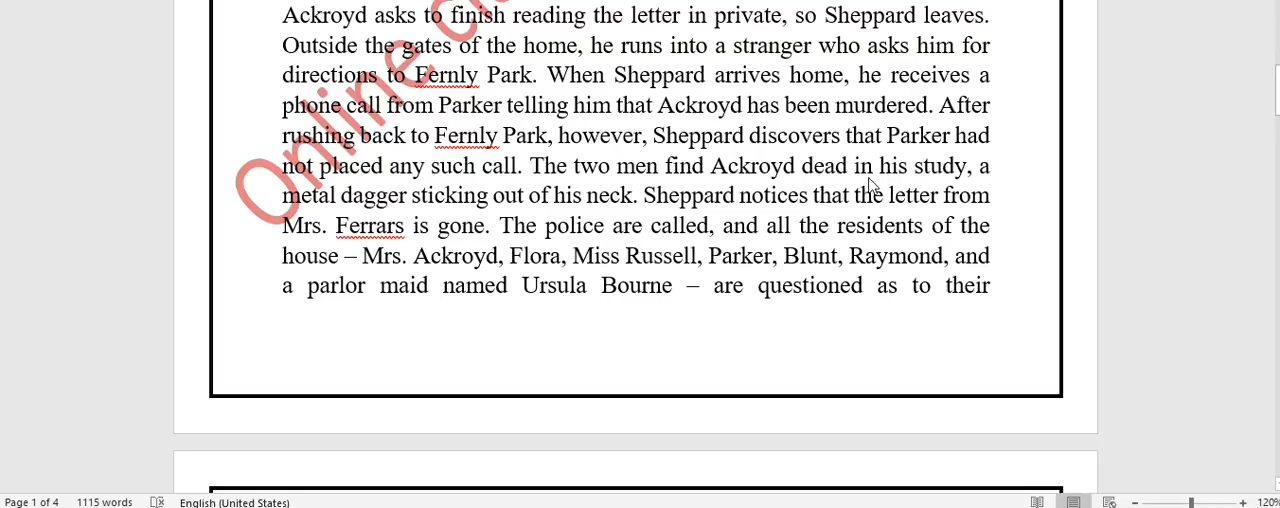 Ackroyd asks to finish reading the letter in private, so Sheppard leaves.
Outside the gates of the home, he runs into a stranger who asks him for
directions to Fernly Park. When Sheppard arrives home, he receives a
phone call from Parker telling him that Ackroyd has been murdered. After
rushing back to Fernly Park, however, Sheppard discovers that Parker had
not placed any such call. The two men find Ackroyd dead in his study, a
metal dagger sticking out of his neck. Sheppard notices that the letter from
Mrs. Ferrars is gone. The police are called, and all the residents of the
house – Mrs. Ackroyd, Flora, Miss Russell, Parker, Blunt, Raymond, and
a parlor maid named Ursula Bourne – are questioned as to their
Online
Page 1 of 4 1115 words English (United States) 120%